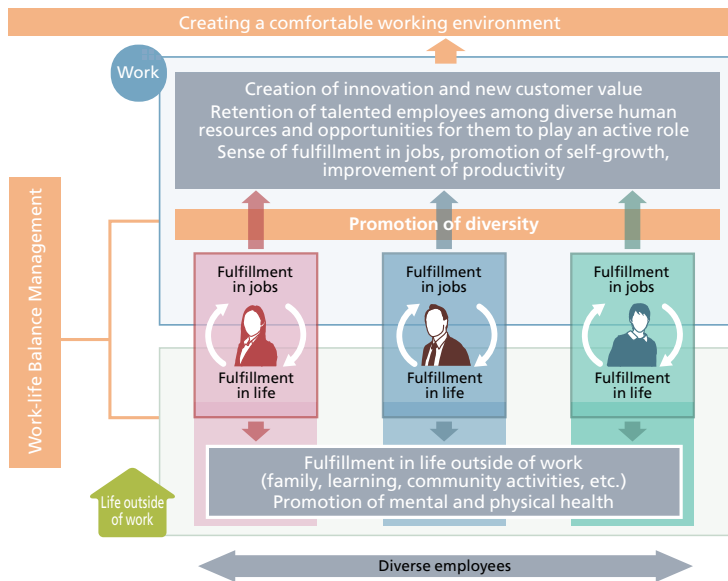 Creating a comfortable working environment
Work
Creation of innovation and new customer value
Retention of talented employees among diverse human
resources and opportunities for them to play an active role
Sense of fulfillment in jobs, promotion of self-growth,
improvement of productivity
Work-life Balance Management
Promotion of diversity
Fulfillment
in jobs
Fulfillment
in life
Fulfillment
in jobs
Fulfillment
in life
Fulfillment
in jobs
Fulfillment
in life
Fulfillment in life outside of work
(family, learning, community activities, etc.)
Promotion of mental and physical health
Life outside
of work
Diverse employees